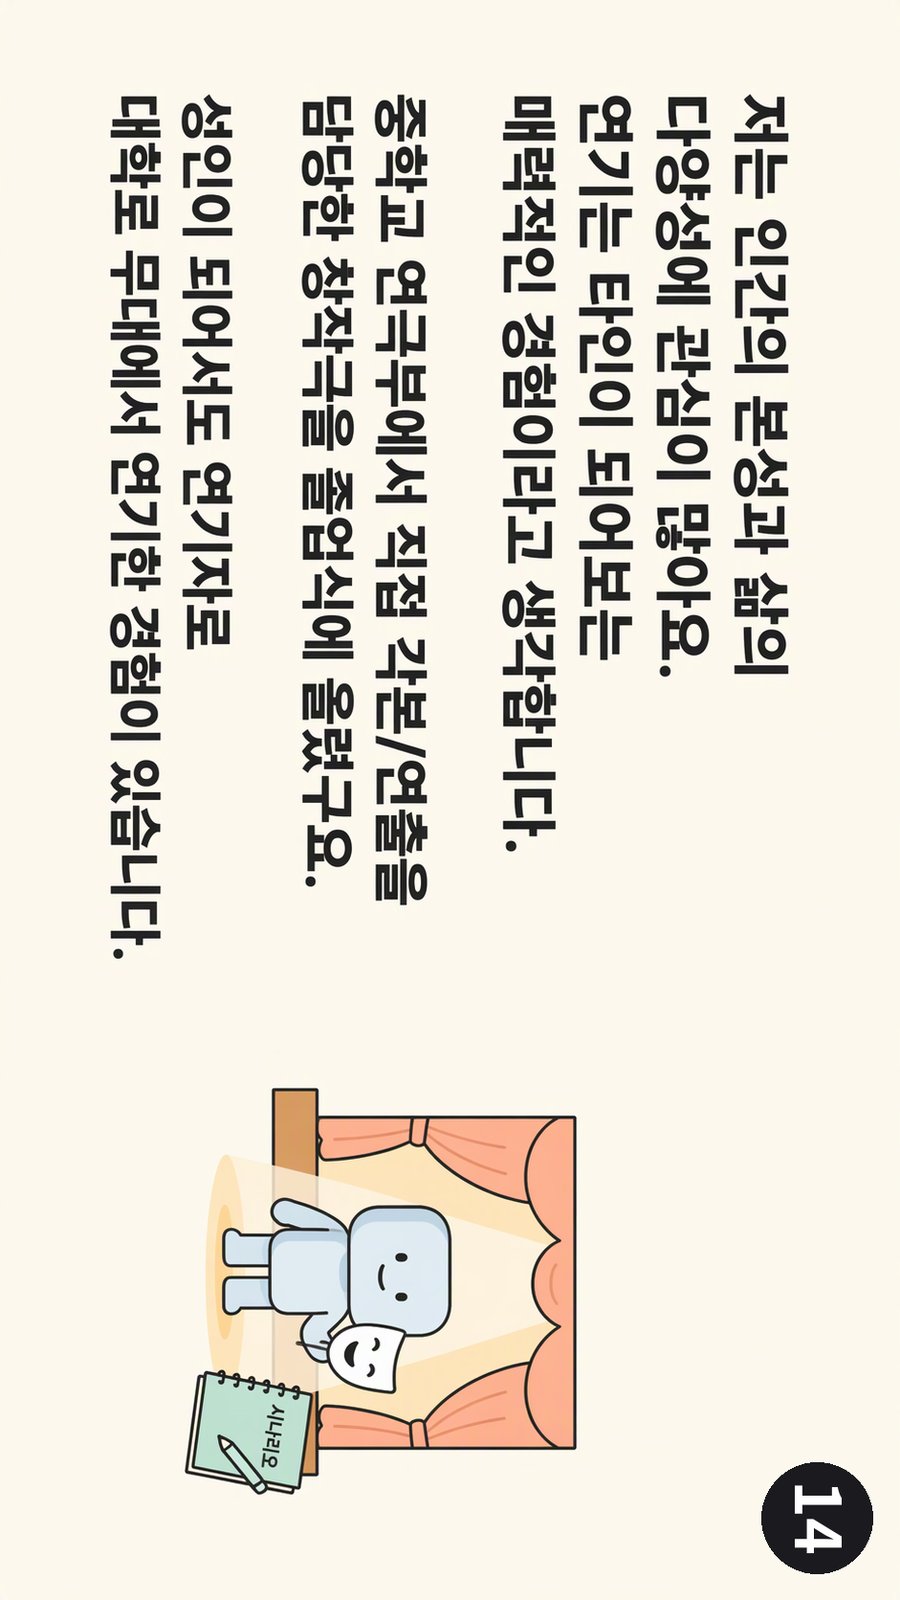 저는 인간의 본성과 삶의
다양성에 관심이 많아요.
연기는 타인이 되어보는
매력적인 경험이라고 생각합니다.
중학교 연극부에서 직접 각본/연출을
담당한 창작극을 졸업식에 올렸구요.
성인이 되어서도 연기자로
대학로 무대에서 연기한 경험이 있습니다.
시나리오
14